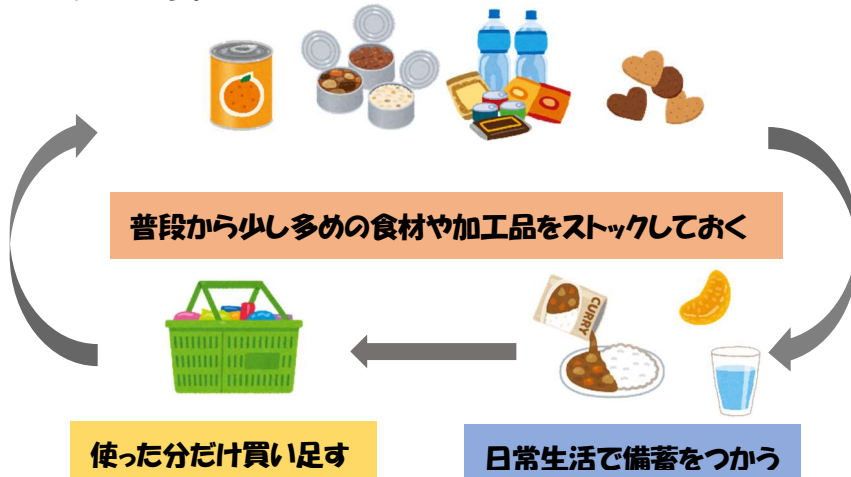 普段から少し多めの食材や加工品をストックしておく
CURRY
使った分だけ買い足す
日常生活で備蓄をつかう